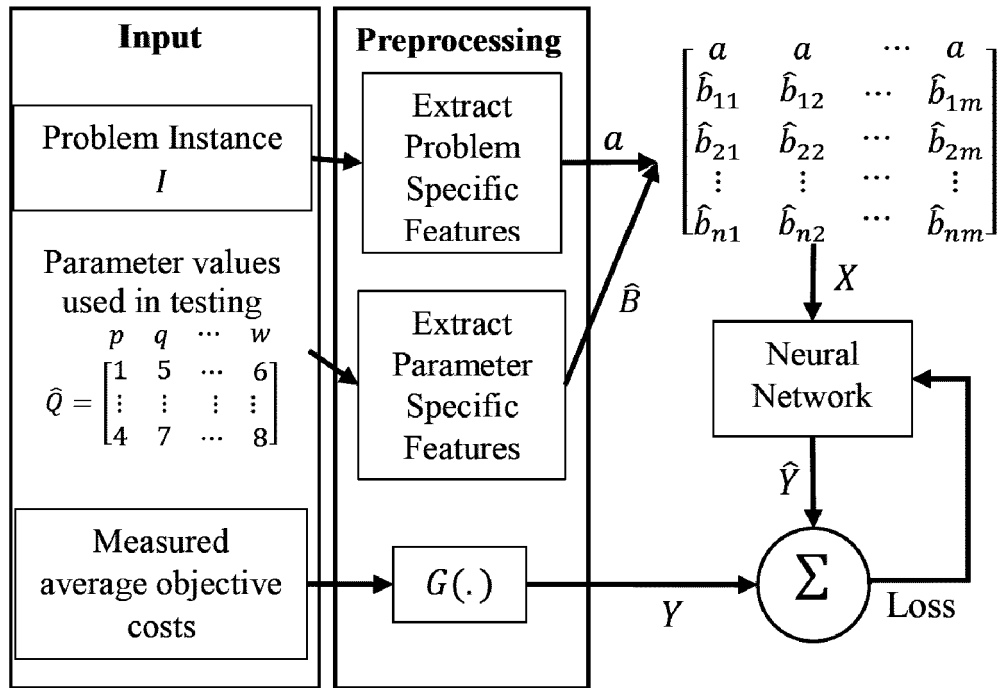 Input
Problem Instance
I
Parameter values
used in testing
p q ⋯ w
Q̂ =
1 5 ⋯ 6
⋮ ⋮ ⋮ ⋮
4 7 ⋯ 8
Measured
average objective
costs
Preprocessing
Extract
Problem
Specific
Features
Extract
Parameter
Specific
Features
G(.)
a
B̂
a a ⋯ a
b̂11 b̂12 ⋯ b̂1m
b̂21 b̂22 ⋯ b̂2m
⋮ ⋮ ⋯ ⋮
b̂n1 b̂n2 ⋯ b̂nm
X
Neural
Network
Ŷ
Y
Σ
Loss